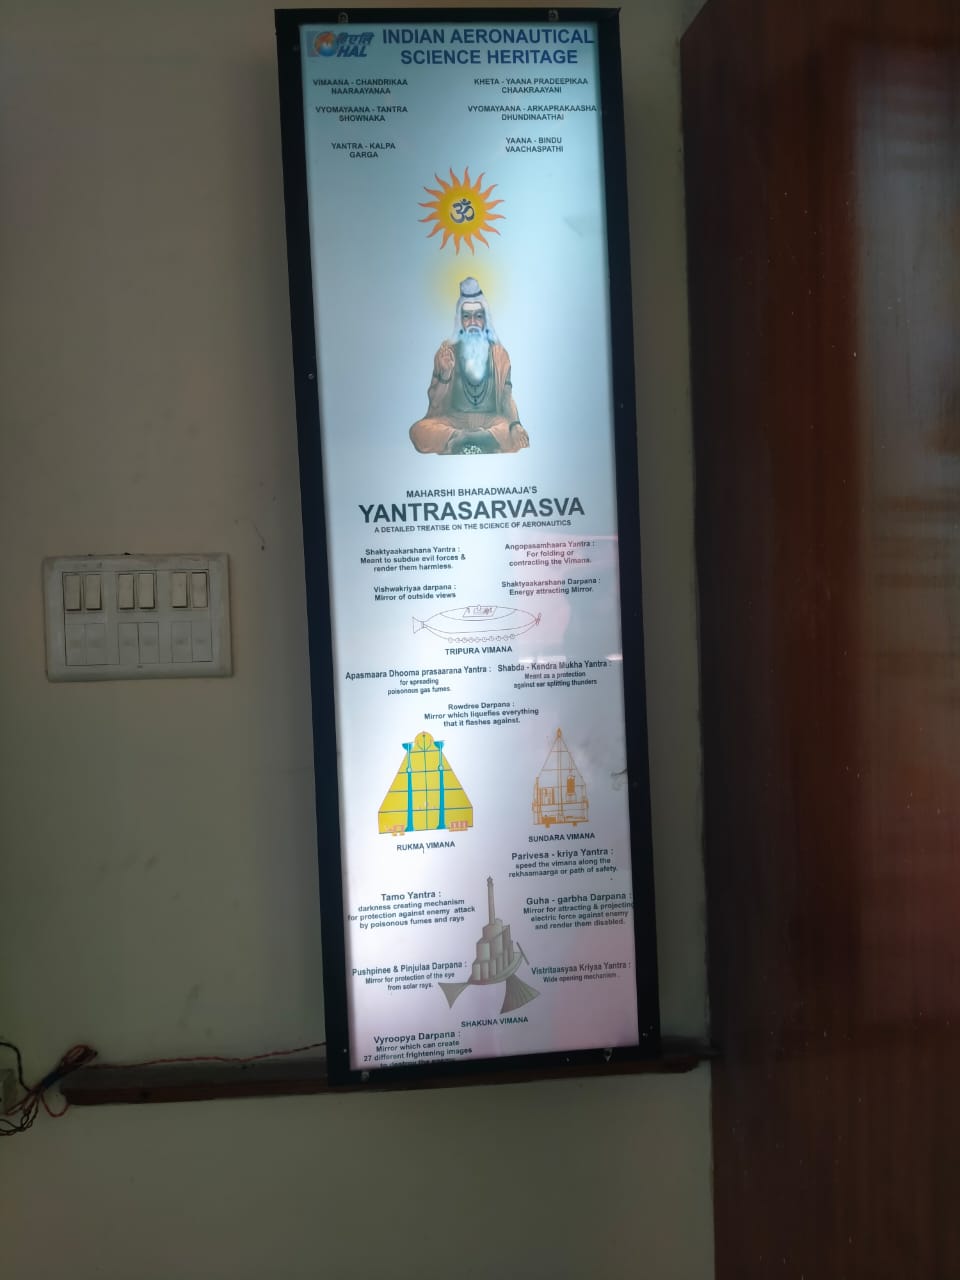 हिएलि
HAL
INDIAN AERONAUTICAL
SCIENCE HERITAGE
VIMAANA - CHANDRIKAA
NAARAAYANAA
KHETA - YAANA PRADEEPIKAA
CHAAKRAAYANI
VYOMAYAANA - TANTRA
SHOWNAKA
VYOMAYAANA - ARKAPRAKAASHA
DHUNDINAATHAI
YANTRA - KALPA
GARGA
YAANA - BINDU
VAACHASPATHI
ॐ
MAHARSHI BHARADWAAJA'S
YANTRASARVASVA
A DETAILED TREATISE ON THE SCIENCE OF AERONAUTICS
Shaktyaakarshana Yantra :
Meant to subdue evil forces &
render them harmless.
Angopasamhaara Yantra :
For folding or
contracting the Vimana.
Vishwakriyaa darpana :
Mirror of outside views
Shaktyaakarshana Darpana :
Energy attracting Mirror.
TRIPURA VIMANA
Apasmaara Dhooma prasaarana Yantra :
for spreading
poisonous gas fumes.
Shabda - Kendra Mukha Yantra :
Meant as a protection
against ear splitting thunders
Rowdree Darpana :
Mirror which liquefies everything
that it flashes against.
RUKMA VIMANA
SUNDARA VIMANA
Parivesa - kriya Yantra :
speed the vimana along the
rekhaamaarga or path of safety.
Tamo Yantra :
darkness creating mechanism
for protection against enemy attack
by poisonous fumes and rays
Guha - garbha Darpana :
Mirror for attracting & projecting
electric force against enemy
and render them disabled.
Pushpinee & Pinjulaa Darpana :
Mirror for protection of the eye
from solar rays.
Vistritaasyaa Kriyaa Yantra :
Wide opening mechanism .
SHAKUNA VIMANA
Vyroopya Darpana :
Mirror which can create
27 different frightening images